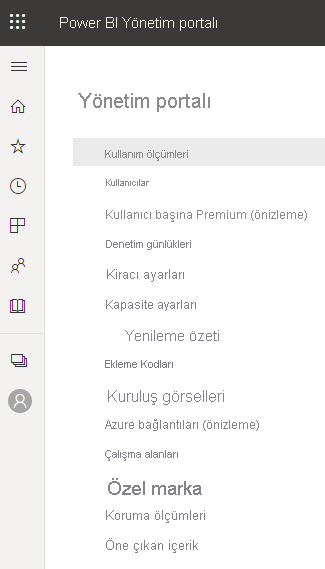 Power BI Yönetim portalı
Yönetim portalı
Kullanım ölçümleri
Kullanıcılar
Kullanıcı başına Premium (önizleme)
Denetim günlükleri
Kiracı ayarları
Kapasite ayarları
Yenileme özeti
Ekleme Kodları
Kuruluş görselleri
Azure bağlantıları (önizleme)
Çalışma alanları
Özel marka
Koruma ölçümleri
Öne çıkan içerik